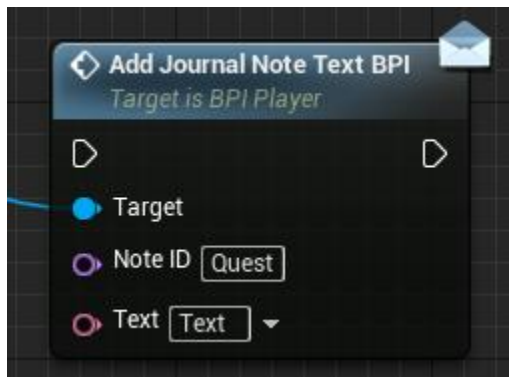 Add Journal Note Text BPI
Target is BPI Player
Target
Note ID Quest
Text Text